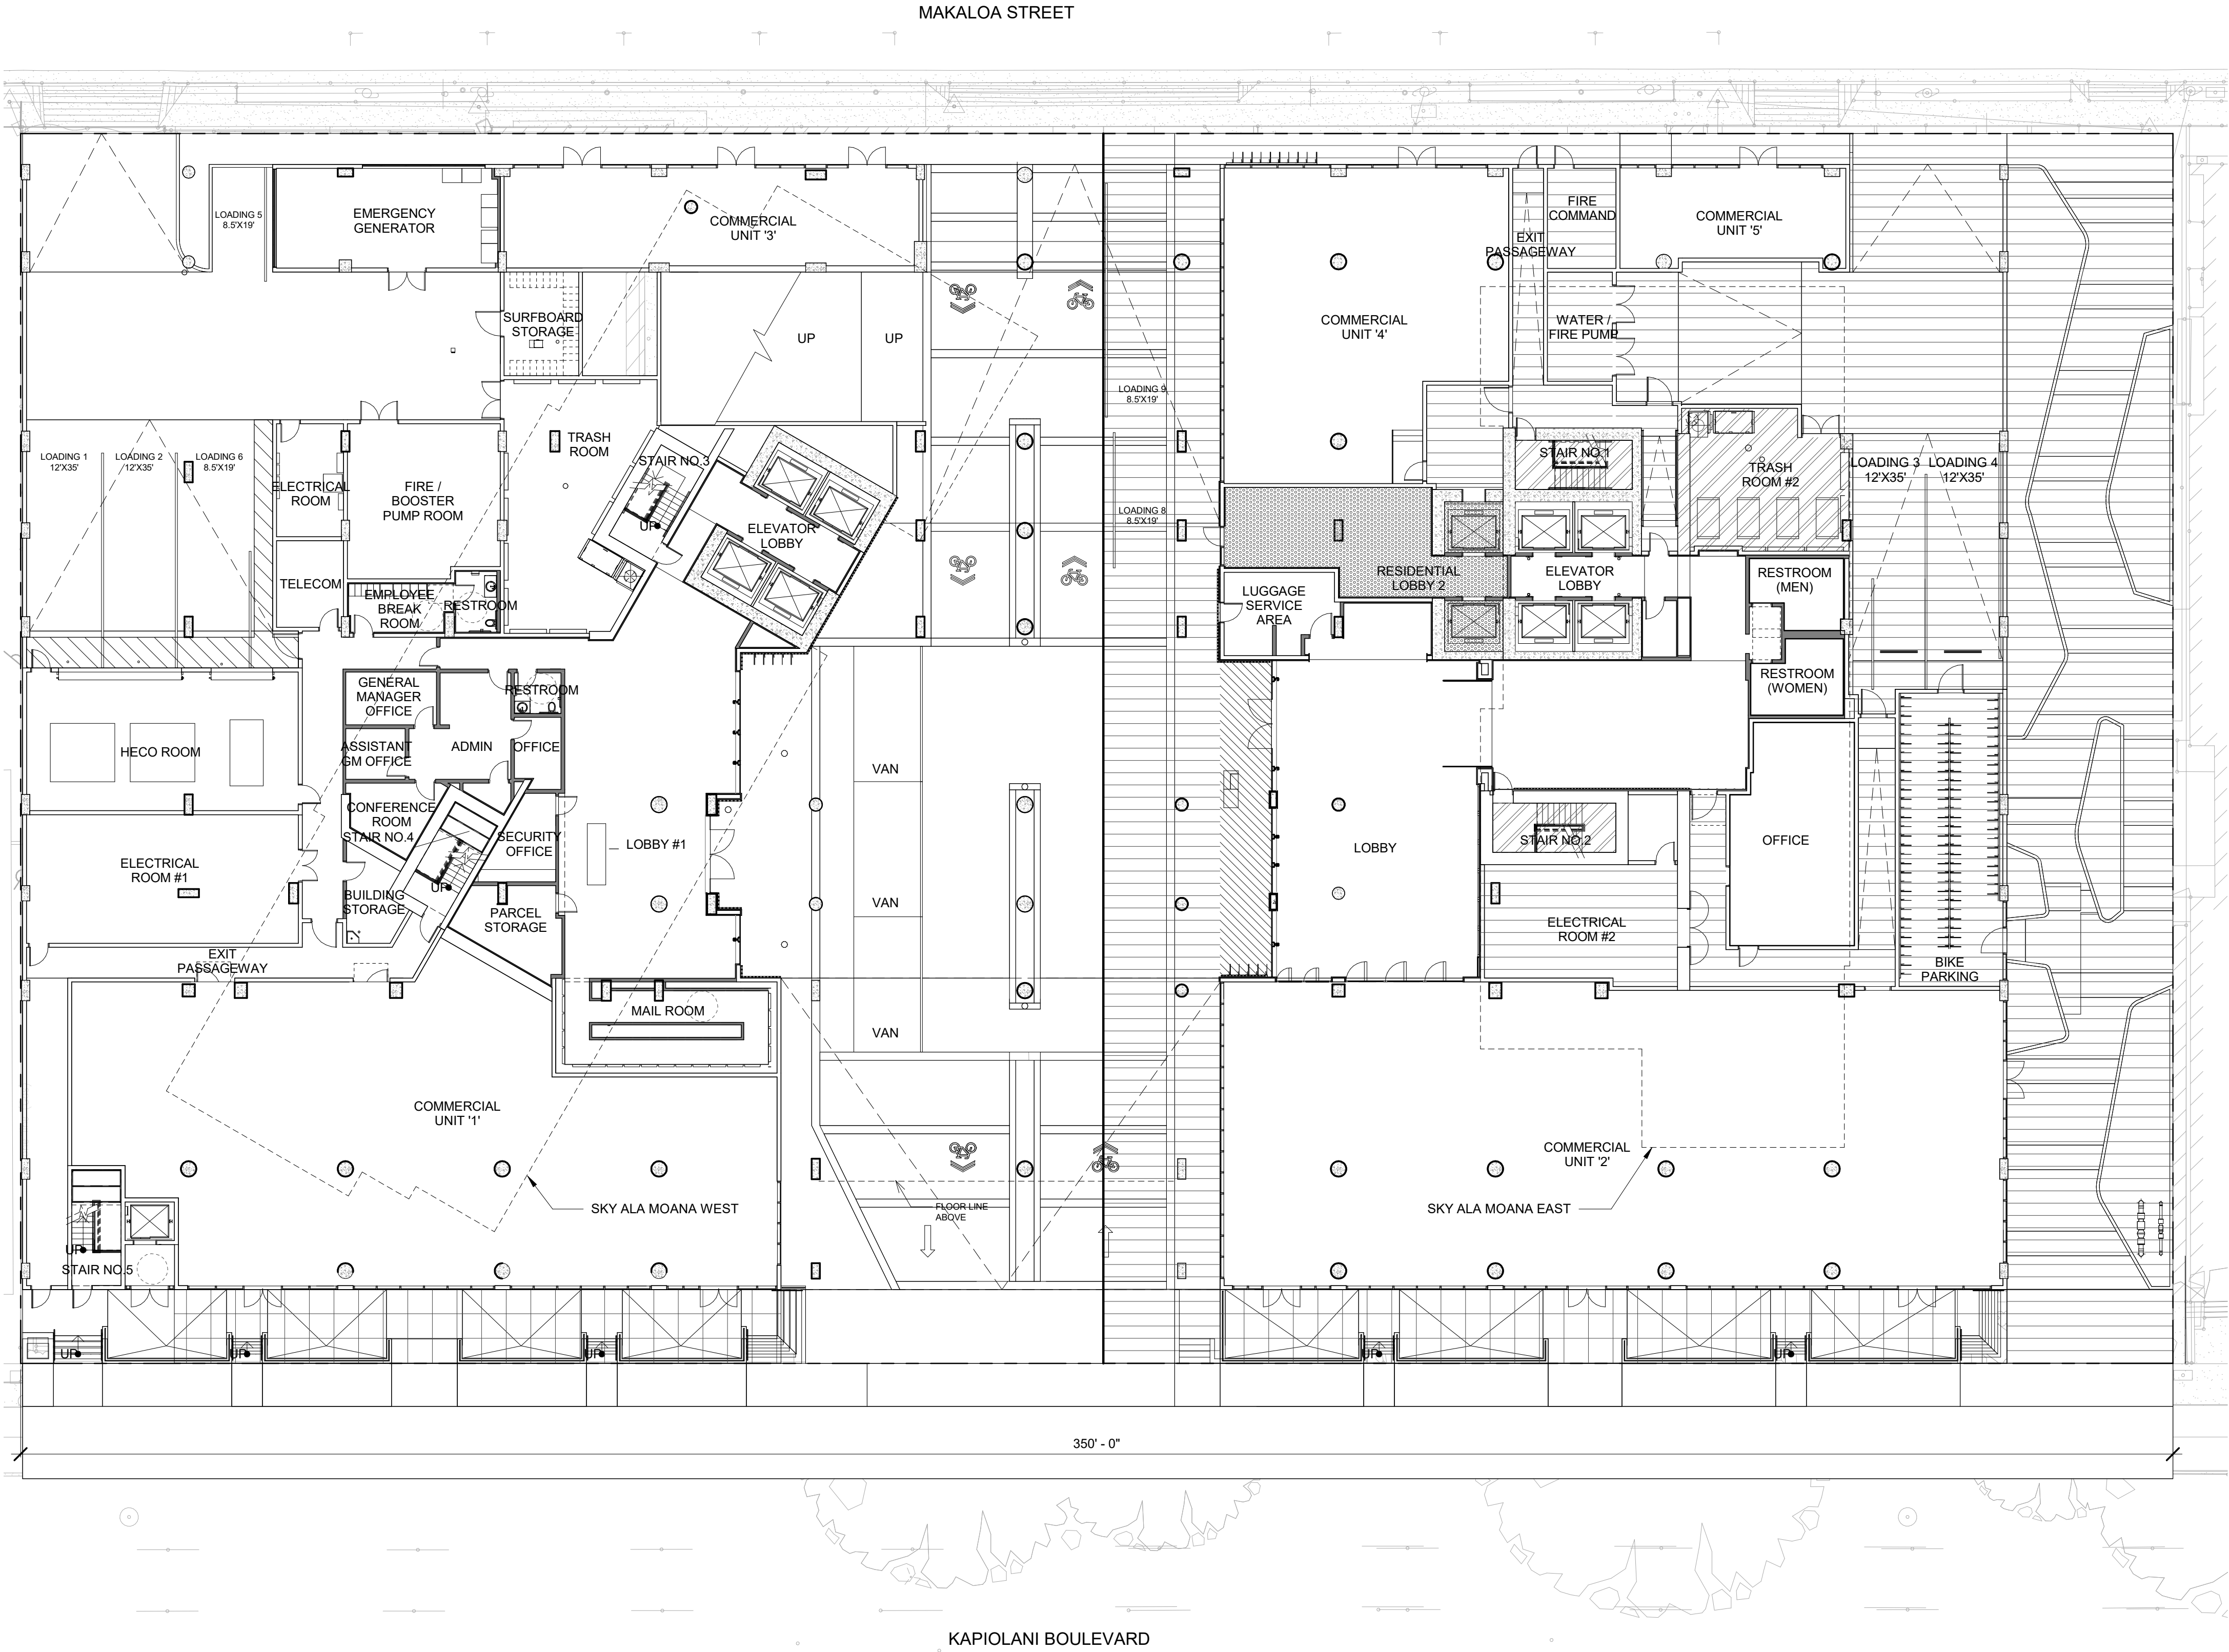 MAKALOA STREET
LOADING 5
8.5'X19'
EMERGENCY
GENERATOR
COMMERCIAL
UNIT '3'
FIRE
COMMAND
COMMERCIAL
UNIT '5'
EXIT
PASSAGEWAY
SURFBOARD
STORAGE
UP
UP
COMMERCIAL
UNIT '4'
WATER /
FIRE PUMP
LOADING 9
8.5'X19'
LOADING 1
12'X35'
LOADING 2
12'X35'
LOADING 6
8.5'X19'
TRASH
ROOM
STAIR NO.3
UP
STAIR NO.1
TRASH
ROOM #2
LOADING 3
12'X35'
LOADING 4
12'X35'
ELECTRICAL
ROOM
FIRE /
BOOSTER
PUMP ROOM
ELEVATOR
LOBBY
LOADING 8
8.5'X19'
TELECOM
EMPLOYEE
BREAK
ROOM
RESTROOM
LUGGAGE
SERVICE
AREA
RESIDENTIAL
LOBBY 2
ELEVATOR
LOBBY
RESTROOM
(MEN)
RESTROOM
(WOMEN)
GENERAL
MANAGER
OFFICE
RESTROOM
ASSISTANT
GM OFFICE
ADMIN
OFFICE
HECO ROOM
VAN
CONFERENCE
ROOM
STAIR NO.4
SECURITY
OFFICE
LOBBY #1
LOBBY
STAIR NO.2
OFFICE
ELECTRICAL
ROOM #1
UP
BUILDING
STORAGE
PARCEL
STORAGE
VAN
ELECTRICAL
ROOM #2
EXIT
PASSAGEWAY
BIKE
PARKING
MAIL ROOM
VAN
COMMERCIAL
UNIT '1'
COMMERCIAL
UNIT '2'
SKY ALA MOANA WEST
FLOOR LINE
ABOVE
SKY ALA MOANA EAST
UP
STAIR NO.5
UP
UP
UP
UP
UP
350' - 0"
KAPIOLANI BOULEVARD